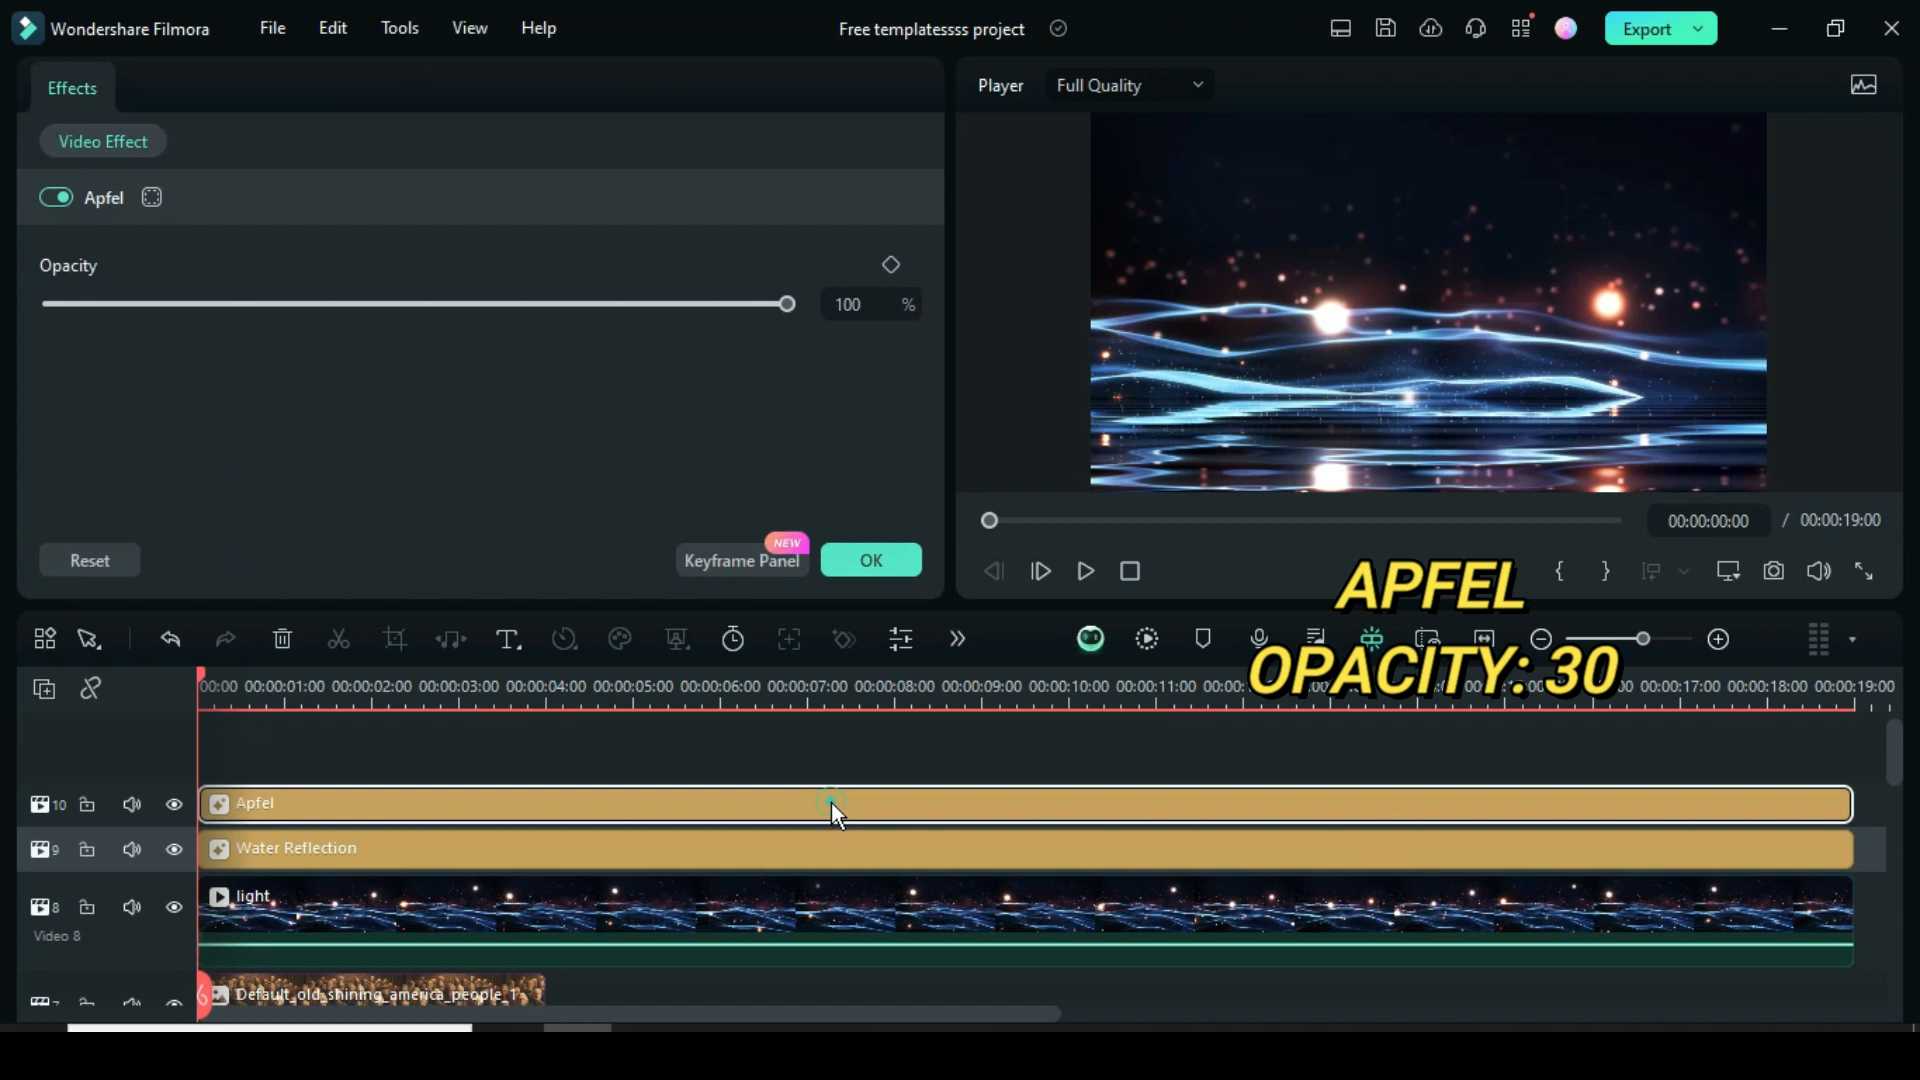 Wondershare Filmora
File
Edit
Tools
View
Help
Free templatessss project
Export
Effects
Player
Full Quality
Video Effect
Apfel
Opacity
100 %
Reset
NEW
Keyframe Panel
OK
00:00:00:00 / 00:00:19:00
APFEL
OPACITY: 30
00:00 00:00:01:00 00:00:02:00 00:00:03:00 00:00:04:00 00:00:05:00 00:00:06:00 00:00:07:00 00:00:08:00 00:00:09:00 00:00:10:00 00:00:11:00 00:00: 00:00:17:00 00:00:18:00 00:00:19:00
10
Apfel
9
Water Reflection
8
light
Video 8
7
Default_old_shining_america_people_1